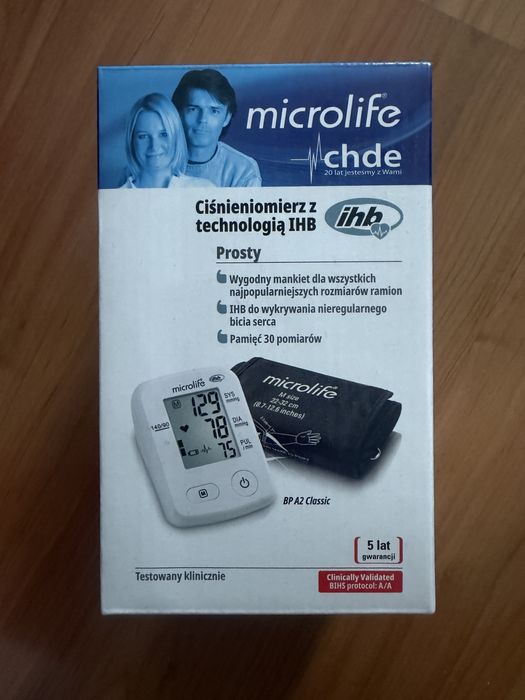 microlife®
chde
20 lat jesteśmy z Wami
Ciśnieniomierz z
technologią IHB
ihb
Prosty
Wygodny mankiet dla wszystkich
najpopularniejszych rozmiarów ramion
IHB do wykrywania nieregularnego
bicia serca
Pamięć 30 pomiarów
microlife ihb
M
129
SYS
mmHg
140/90
78
DIA
mmHg
75
PUL
/min
M
microlife®
M size
22-32 cm
(8.7-12.6 inches)
BP A2 Classic
5 lat
gwarancji
Testowany klinicznie
Clinically Validated
BIHS protocol: A/A